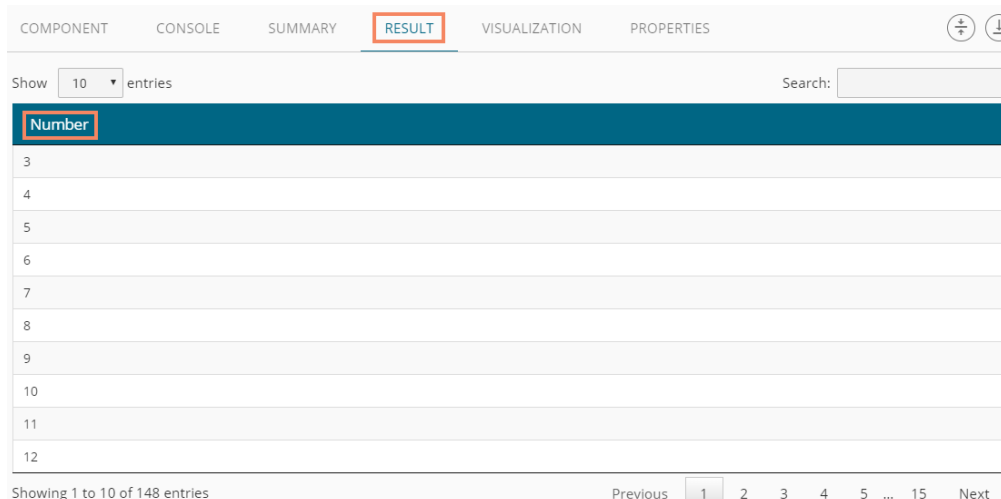 COMPONENT CONSOLE SUMMARY RESULT VISUALIZATION PROPERTIES
Show 10 entries Search:
Number
3
4
5
6
7
8
9
10
11
12
Showing 1 to 10 of 148 entries Previous 1 2 3 4 5 ... 15 Next